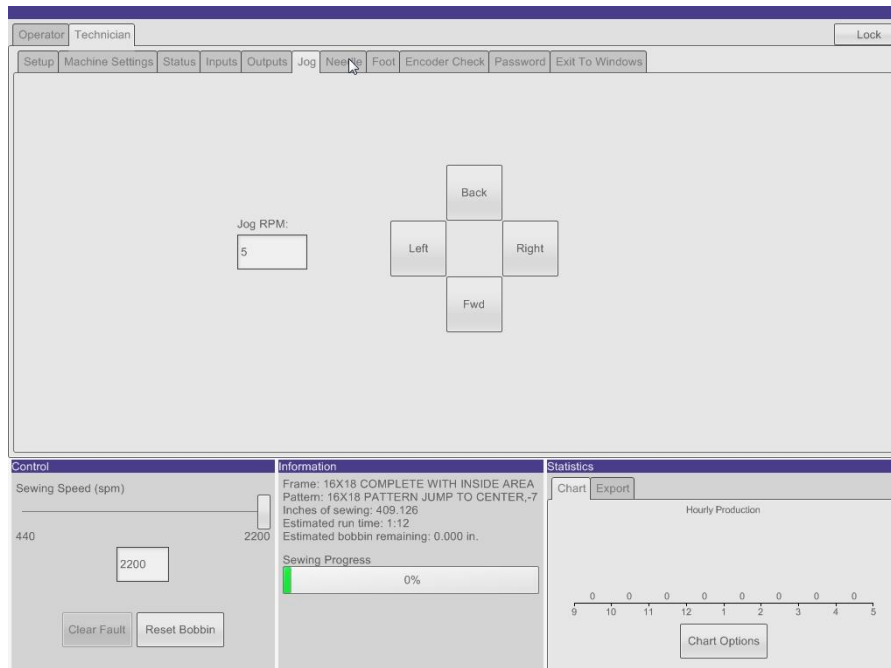 Operator Technician Lock
Setup Machine Settings Status Inputs Outputs Jog Needle Foot Encoder Check Password Exit To Windows
Back
Jog RPM:
5
Left Right
Fwd
Control
Sewing Speed (spm)
440 2200
2200
Clear Fault Reset Bobbin
Information
Frame: 16X18 COMPLETE WITH INSIDE AREA
Pattern: 16X18 PATTERN JUMP TO CENTER,-7
Inches of sewing: 409.126
Estimated run time: 1:12
Estimated bobbin remaining: 0.000 in.
Sewing Progress
0%
Statistics
Chart Export
Hourly Production
0 0 0 0 0 0 0 0
9 10 11 12 1 2 3 4 5
Chart Options